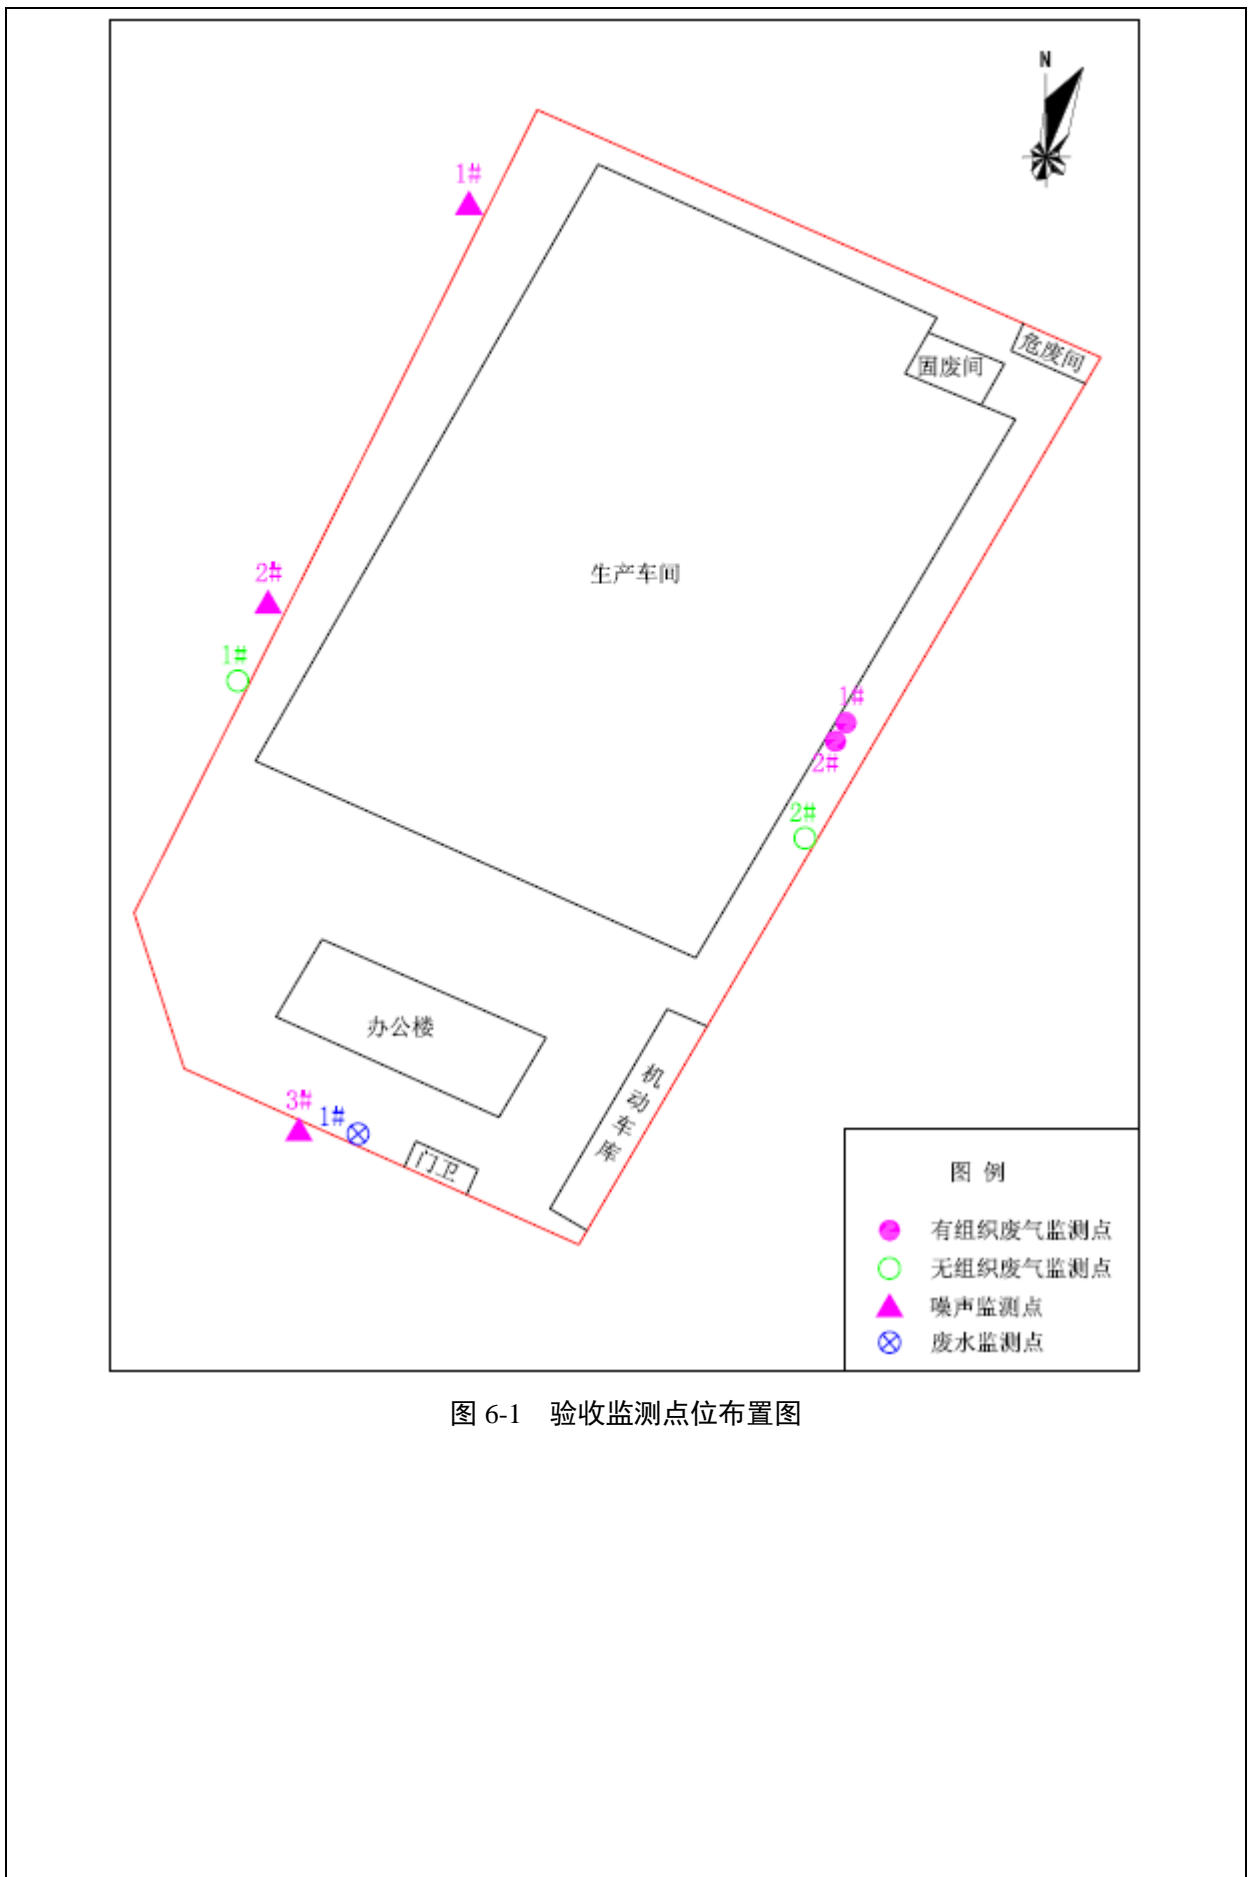 N
1#
危废间
固废间
2#
生产车间
1#
1#
2#
2#
办公楼
机动车库
3#
1#
门卫
图 例
有组织废气监测点
无组织废气监测点
噪声监测点
废水监测点
图 6-1 验收监测点位布置图